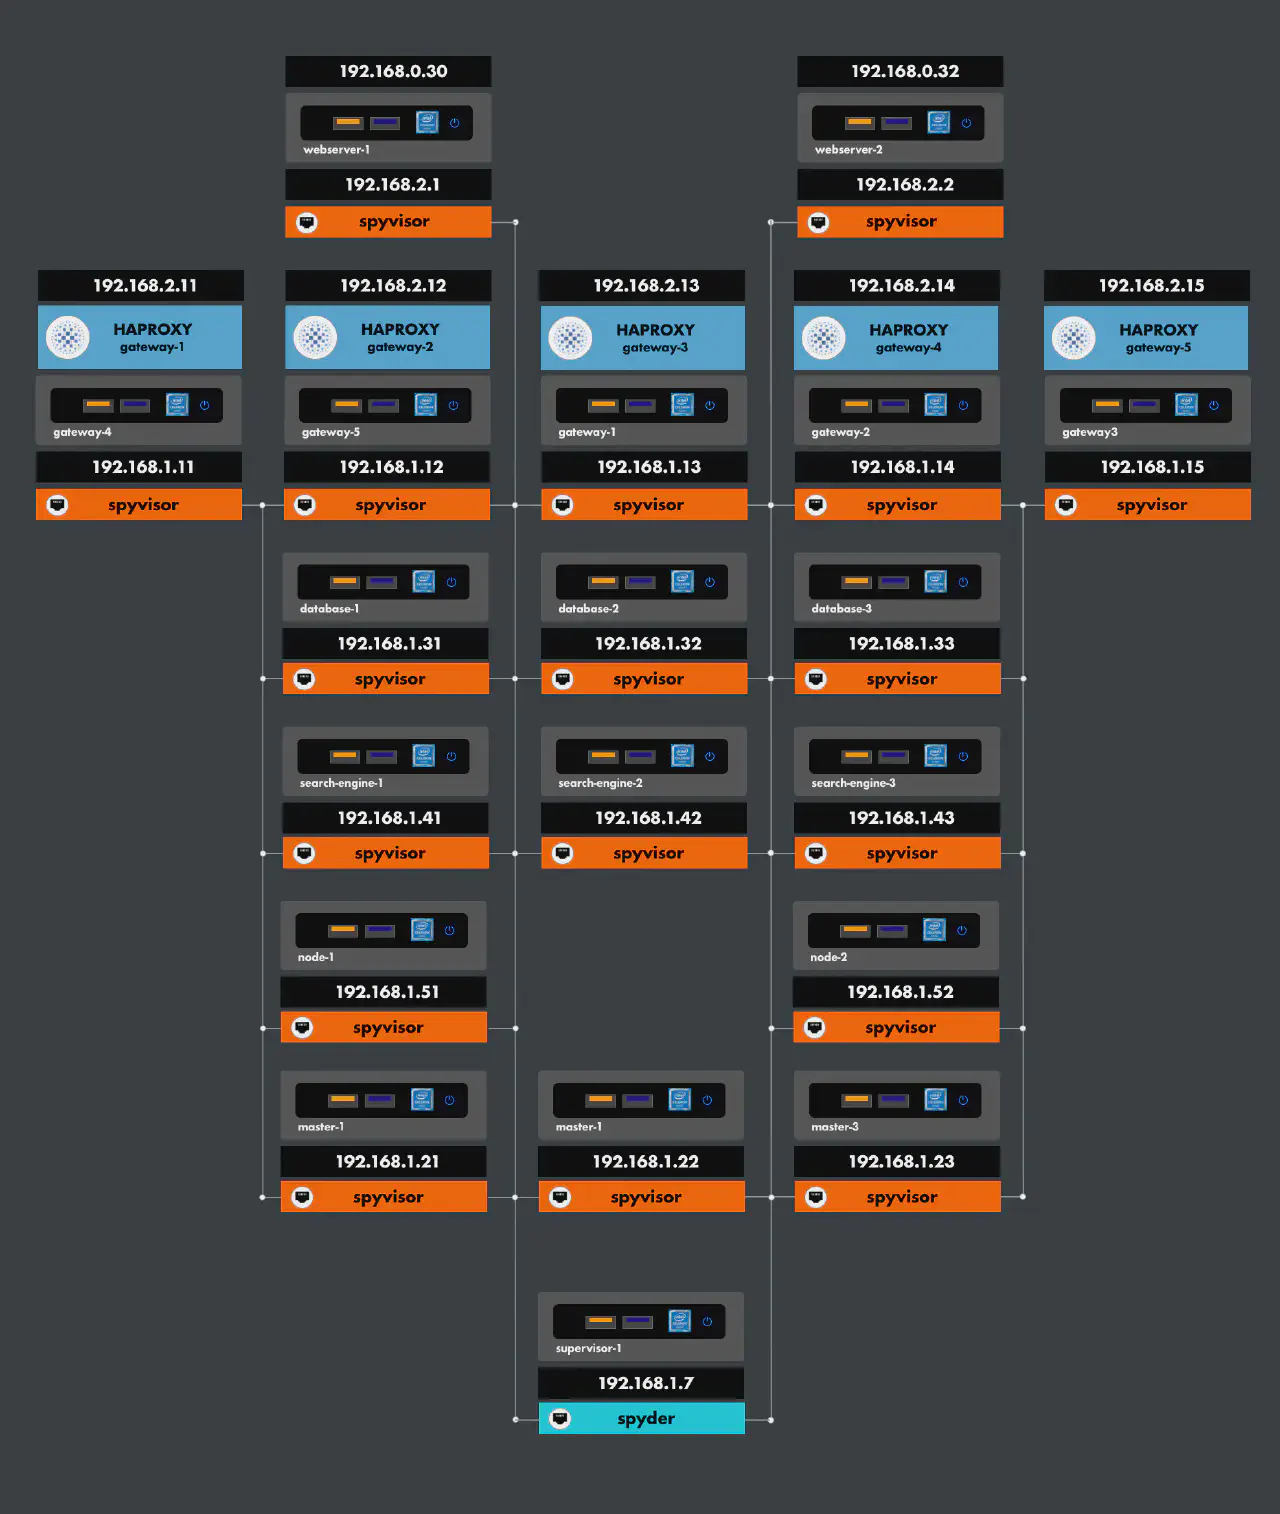 192.168.0.30
192.168.0.32
webserver-1
webserver-2
192.168.2.1
192.168.2.2
spyvisor
spyvisor
192.168.2.11
192.168.2.12
192.168.2.13
192.168.2.14
192.168.2.15
HAPROXY
gateway-1
HAPROXY
gateway-2
HAPROXY
gateway-3
HAPROXY
gateway-4
HAPROXY
gateway-5
gateway-4
gateway-5
gateway-1
gateway-2
gateway3
192.168.1.11
192.168.1.12
192.168.1.13
192.168.1.14
192.168.1.15
spyvisor
spyvisor
spyvisor
spyvisor
spyvisor
database-1
database-2
database-3
192.168.1.31
192.168.1.32
192.168.1.33
spyvisor
spyvisor
spyvisor
search-engine-1
search-engine-2
search-engine-3
192.168.1.41
192.168.1.42
192.168.1.43
spyvisor
spyvisor
spyvisor
node-1
node-2
192.168.1.51
192.168.1.52
spyvisor
spyvisor
master-1
master-1
master-3
192.168.1.21
192.168.1.22
192.168.1.23
spyvisor
spyvisor
spyvisor
supervisor-1
192.168.1.7
spyder